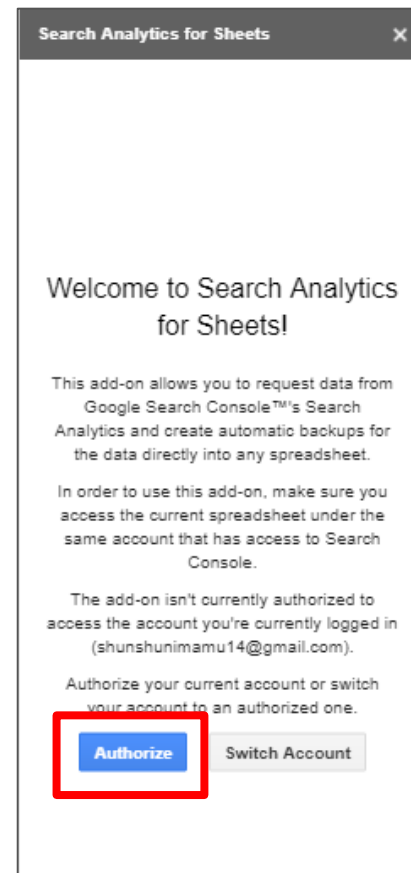 Search Analytics for Sheets ×
Welcome to Search Analytics
for Sheets!
This add-on allows you to request data from
Google Search Console™'s Search
Analytics and create automatic backups for
the data directly into any spreadsheet.
In order to use this add-on, make sure you
access the current spreadsheet under the
same account that has access to Search
Console.
The add-on isn't currently authorized to
access the account you're currently logged in
(shunshunimamu14@gmail.com).
Authorize your current account or switch
your account to an authorized one.
Authorize Switch Account